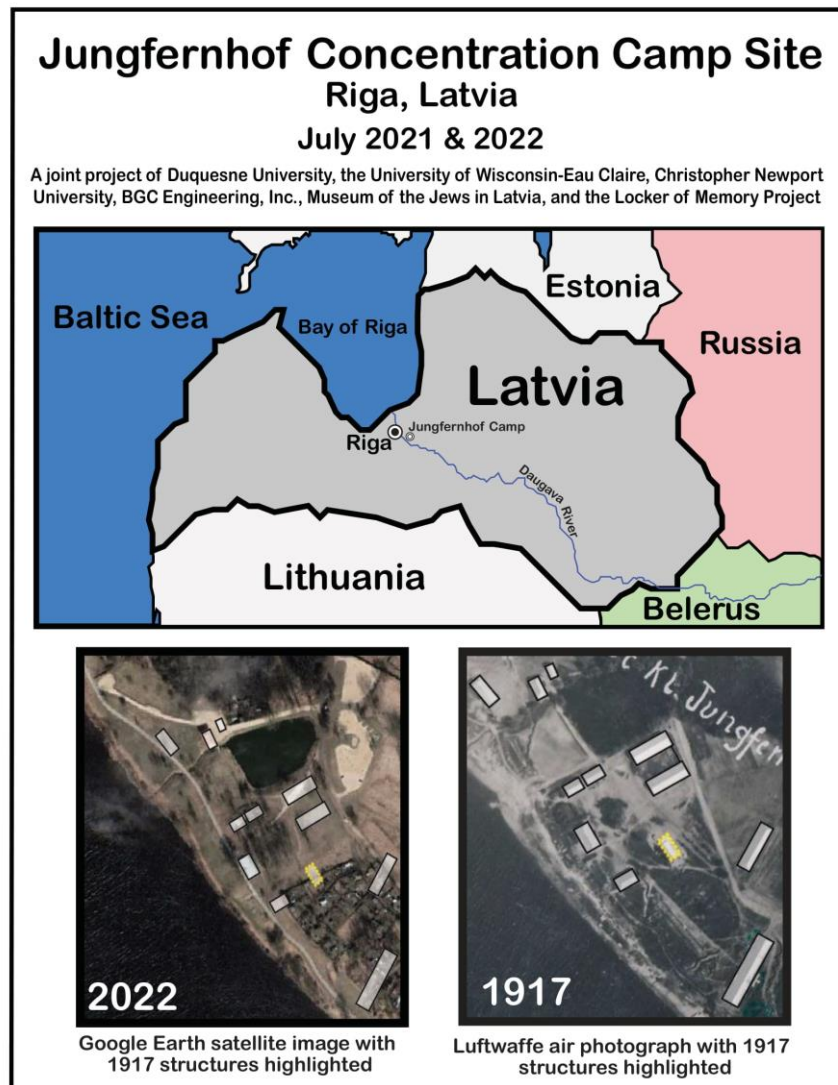 Jungfernhof Concentration Camp Site
Riga, Latvia
July 2021 & 2022
A joint project of Duquesne University, the University of Wisconsin-Eau Claire, Christopher Newport
University, BGC Engineering, Inc., Museum of the Jews in Latvia, and the Locker of Memory Project
Baltic Sea
Bay of Riga
Estonia
Russia
Latvia
Riga
Jungfernhof Camp
Daugava River
Lithuania
Belerus
Kl. Jungfern
2022
1917
Google Earth satellite image with
1917 structures highlighted
Luftwaffe air photograph with 1917
structures highlighted